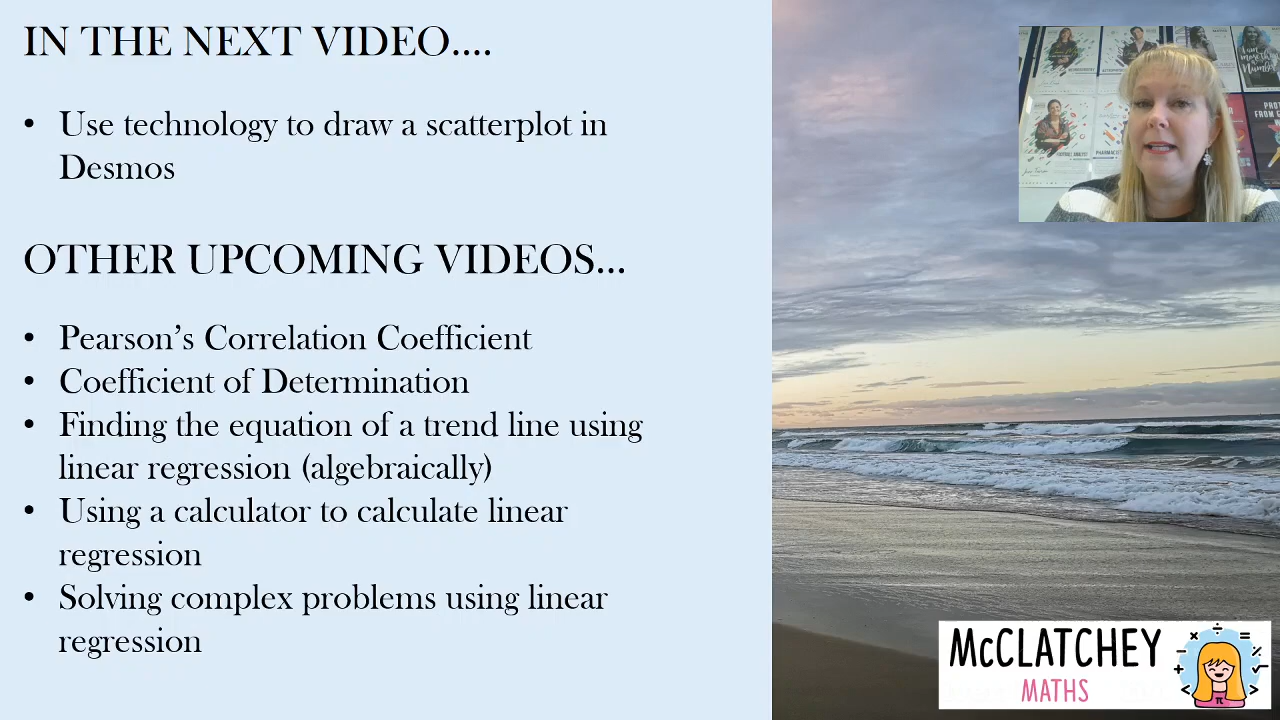 IN THE NEXT VIDEO....
• Use technology to draw a scatterplot in
Desmos
OTHER UPCOMING VIDEOS...
• Pearson’s Correlation Coefficient
• Coefficient of Determination
• Finding the equation of a trend line using
linear regression (algebraically)
• Using a calculator to calculate linear
regression
• Solving complex problems using linear
regression
McCLATCHEY
MATHS